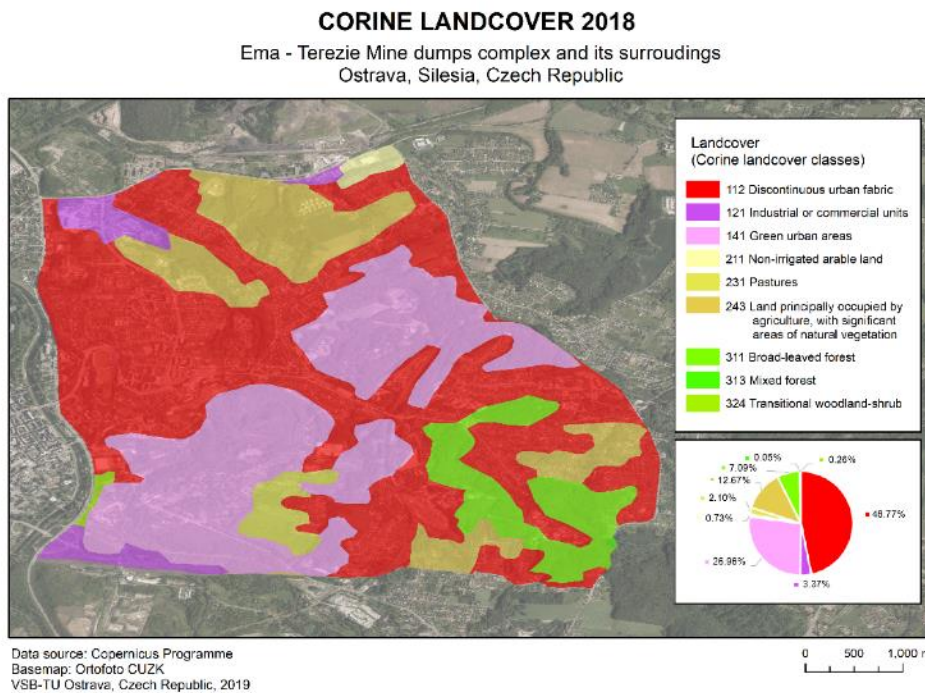 CORINE LANDCOVER 2018
Ema - Terezie Mine dumps complex and its surroudings
Ostrava, Silesia, Czech Republic
Landcover
(Corine landcover classes)
112 Discontinuous urban fabric
121 Industrial or commercial units
141 Green urban areas
211 Non-irrigated arable land
231 Pastures
243 Land principally occupied by
agriculture, with significant
areas of natural vegetation
311 Broad-leaved forest
313 Mixed forest
324 Transitional woodland-shrub
0.05%
0.26%
7.09%
12.67%
2.10%
0.73%
46.77%
26.96%
3.37%
Data source: Copernicus Programme
Basemap: Ortofoto CUZK
VSB-TU Ostrava, Czech Republic, 2019
0 500 1,000